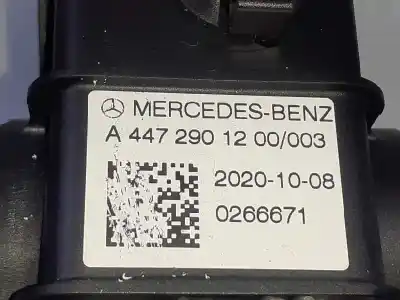 MERCEDES-BENZ
A 447 290 12 00/003
2020-10-08
0266671